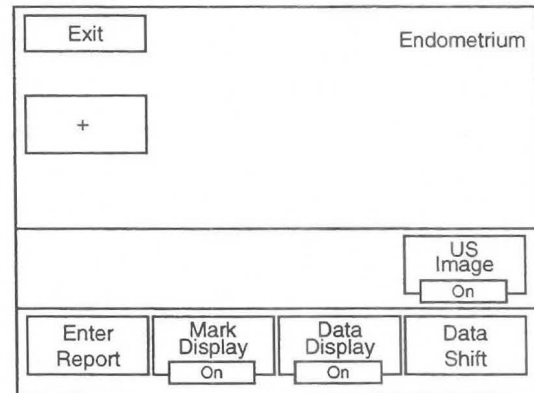 Exit
Endometrium
+
US
Image
On
Enter
Report
Mark
Display
On
Data
Display
On
Data
Shift